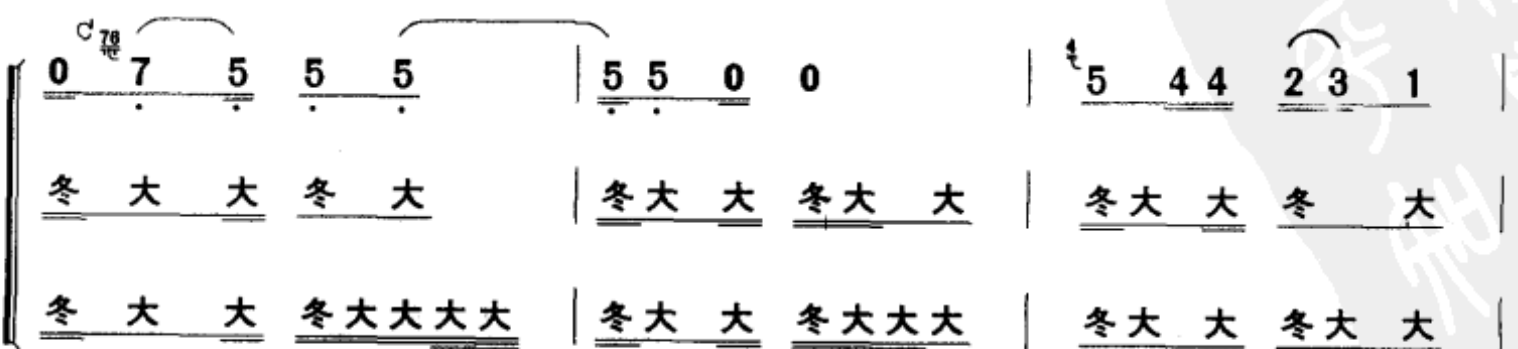 0 7 5 5 5 | 5 5 0 0 | 5 4 4 2 3 1 |
冬 大 大 冬 大 | 冬 大 大 冬 大 大 | 冬 大 大 冬 大 |
冬 大 大 冬 大 大 大 大 | 冬 大 大 冬 大 大 大 | 冬 大 大 冬 大 大 |